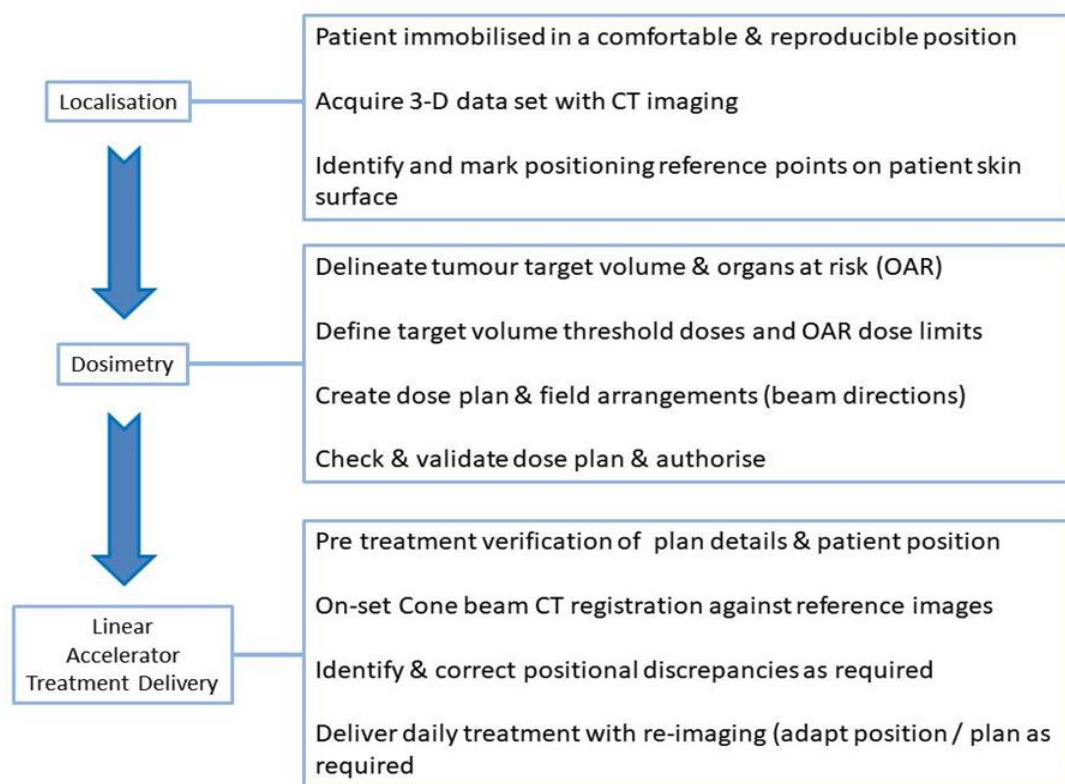 Localisation
Patient immobilised in a comfortable & reproducible position
Acquire 3-D data set with CT imaging
Identify and mark positioning reference points on patient skin
surface
Dosimetry
Delineate tumour target volume & organs at risk (OAR)
Define target volume threshold doses and OAR dose limits
Create dose plan & field arrangements (beam directions)
Check & validate dose plan & authorise
Linear
Accelerator
Treatment Delivery
Pre treatment verification of plan details & patient position
On-set Cone beam CT registration against reference images
Identify & correct positional discrepancies as required
Deliver daily treatment with re-imaging (adapt position / plan as
required